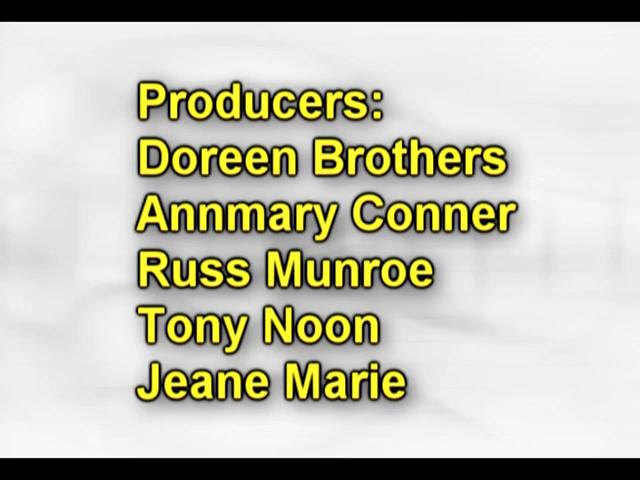 Producers:
Doreen Brothers
Annmary Conner
Russ Munroe
Tony Noon
Jeane Marie